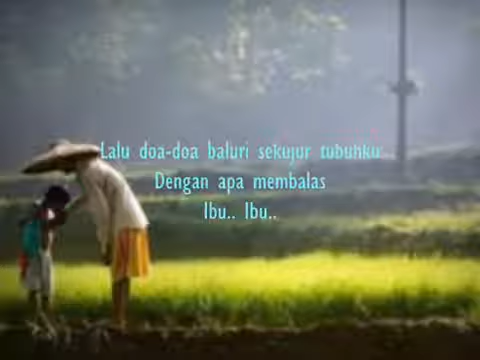 Lalu doa-doa baluri sekujur tubuhku
Dengan apa membalas
Ibu.. Ibu..